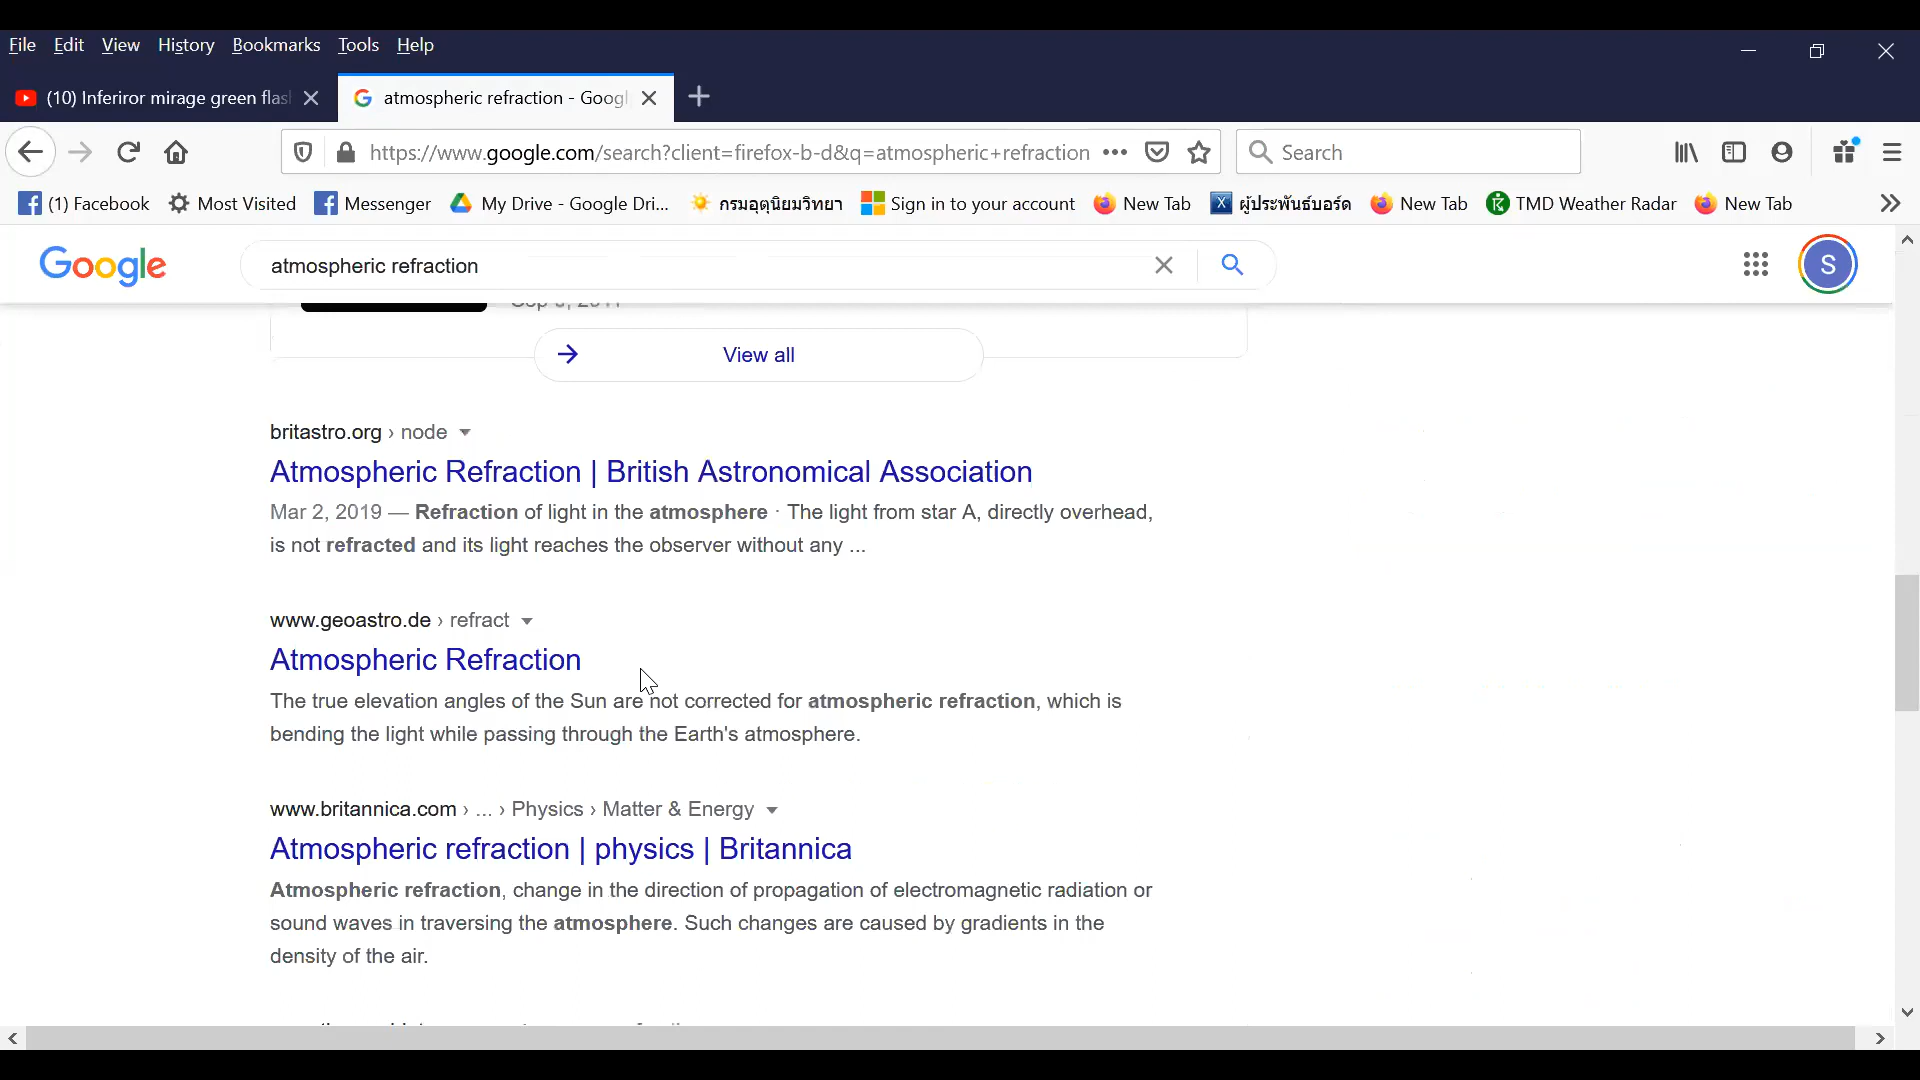 File Edit View History Bookmarks Tools Help
(10) Inferiror mirage green flas
atmospheric refraction - Googl
https://www.google.com/search?client=firefox-b-d&q=atmospheric+refraction
Search
(1) Facebook Most Visited Messenger My Drive - Google Dri... กรมอุตุนิยมวิทยา Sign in to your account New Tab ผู้ประพันธ์บอร์ด New Tab TMD Weather Radar New Tab
Google
atmospheric refraction
S
View all
britastro.org › node
Atmospheric Refraction | British Astronomical Association
Mar 2, 2019 — Refraction of light in the atmosphere · The light from star A, directly overhead,
is not refracted and its light reaches the observer without any ...
www.geoastro.de › refract
Atmospheric Refraction
The true elevation angles of the Sun are not corrected for atmospheric refraction, which is
bending the light while passing through the Earth's atmosphere.
www.britannica.com › ... › Physics › Matter & Energy
Atmospheric refraction | physics | Britannica
Atmospheric refraction, change in the direction of propagation of electromagnetic radiation or
sound waves in traversing the atmosphere. Such changes are caused by gradients in the
density of the air.